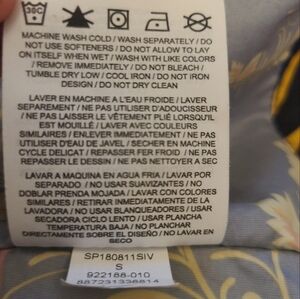 30C
MACHINE WASH COLD / WASH SEPARATELY / DO
NOT USE SOFTENERS / DO NOT ALLOW TO LAY
ON ITSELF WHEN WET / WASH WITH LIKE COLORS
/ REMOVE IMMEDIATELY / DO NOT BLEACH /
TUMBLE DRY LOW / COOL IRON / DO NOT IRON
DESIGN / DO NOT DRY CLEAN
LAVER EN MACHINE A L'EAU FROIDE / LAVER
SEPAREMENT / NE PAS UTILISER D'ADOUCISSEUR
/ NE PAS LAISSER LE VÊTEMENT PLIÉ LORSQU'IL
EST MOUILLÉ / LAVER AVEC COULEURS
SIMILAIRES / ENLEVER IMMÉDIATEMENT / NE PAS
UTILISER D'EAU DE JAVEL / SECHER EN MACHINE
CYCLE DELICAT / REPASSER FER FROID / NE PAS
REPASSER LE DESSIN / NE PAS NETTOYER À SEC
LAVAR A MAQUINA EN AGUA FRIA / LAVAR POR
SEPARADO / NO USAR SUAVIZANTES / NO
DOBLAR PRENDA MOJADA / LAVAR CON COLORES
SIMILARES / RETIRAR INMEDIATAMENTE DE LA
LAVADORA / NO USAR BLANQUEADOR / USAR
SECADORA CICLO LENTO / USAR PLANCHA
TEMPERATURA BAJA / NO PLANCHAR
DIRECTAMENTE SOBRE EL DISEÑO / NO LAVAR EN
SECO
SP180811SIV
S
922188-010
887231336814